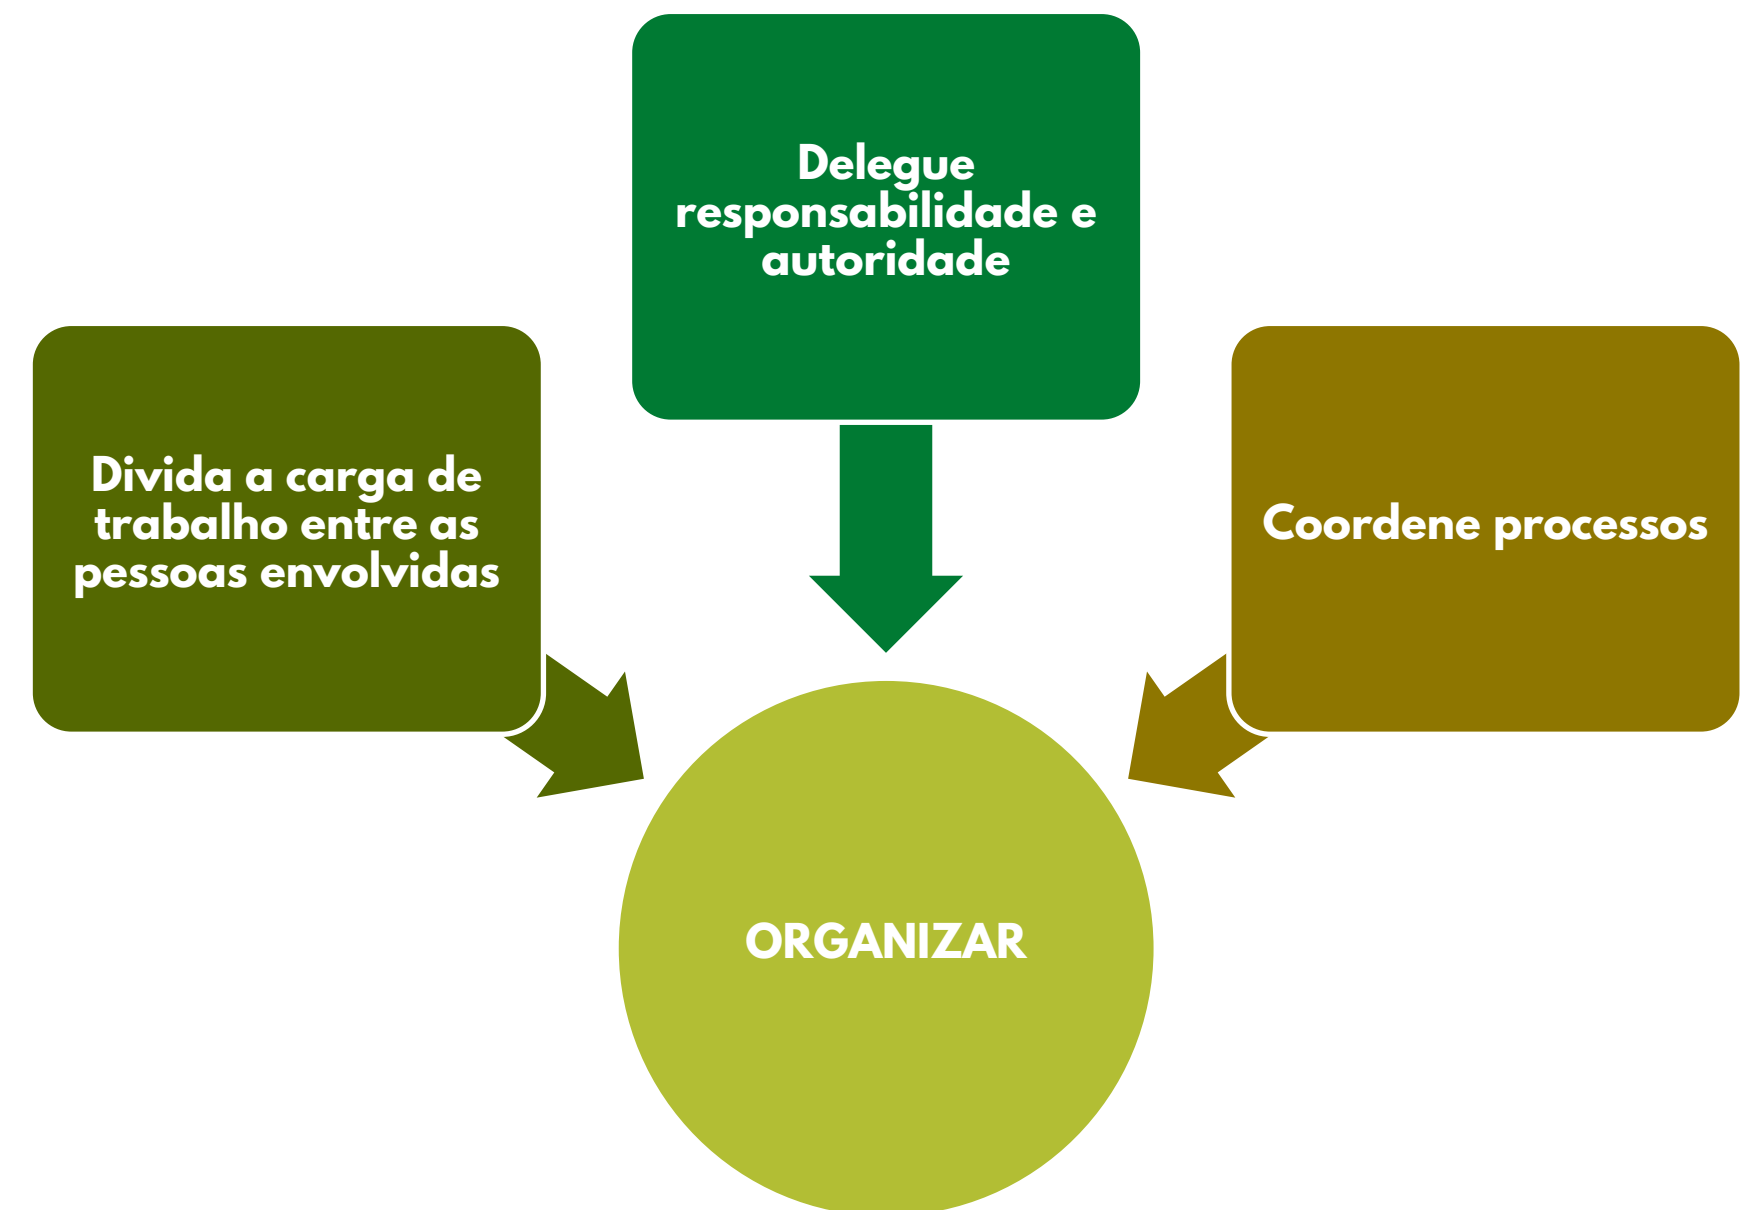 Delegue
responsabilidade e
autoridade
Divida a carga de
trabalho entre as
pessoas envolvidas
Coordene processos
ORGANIZAR